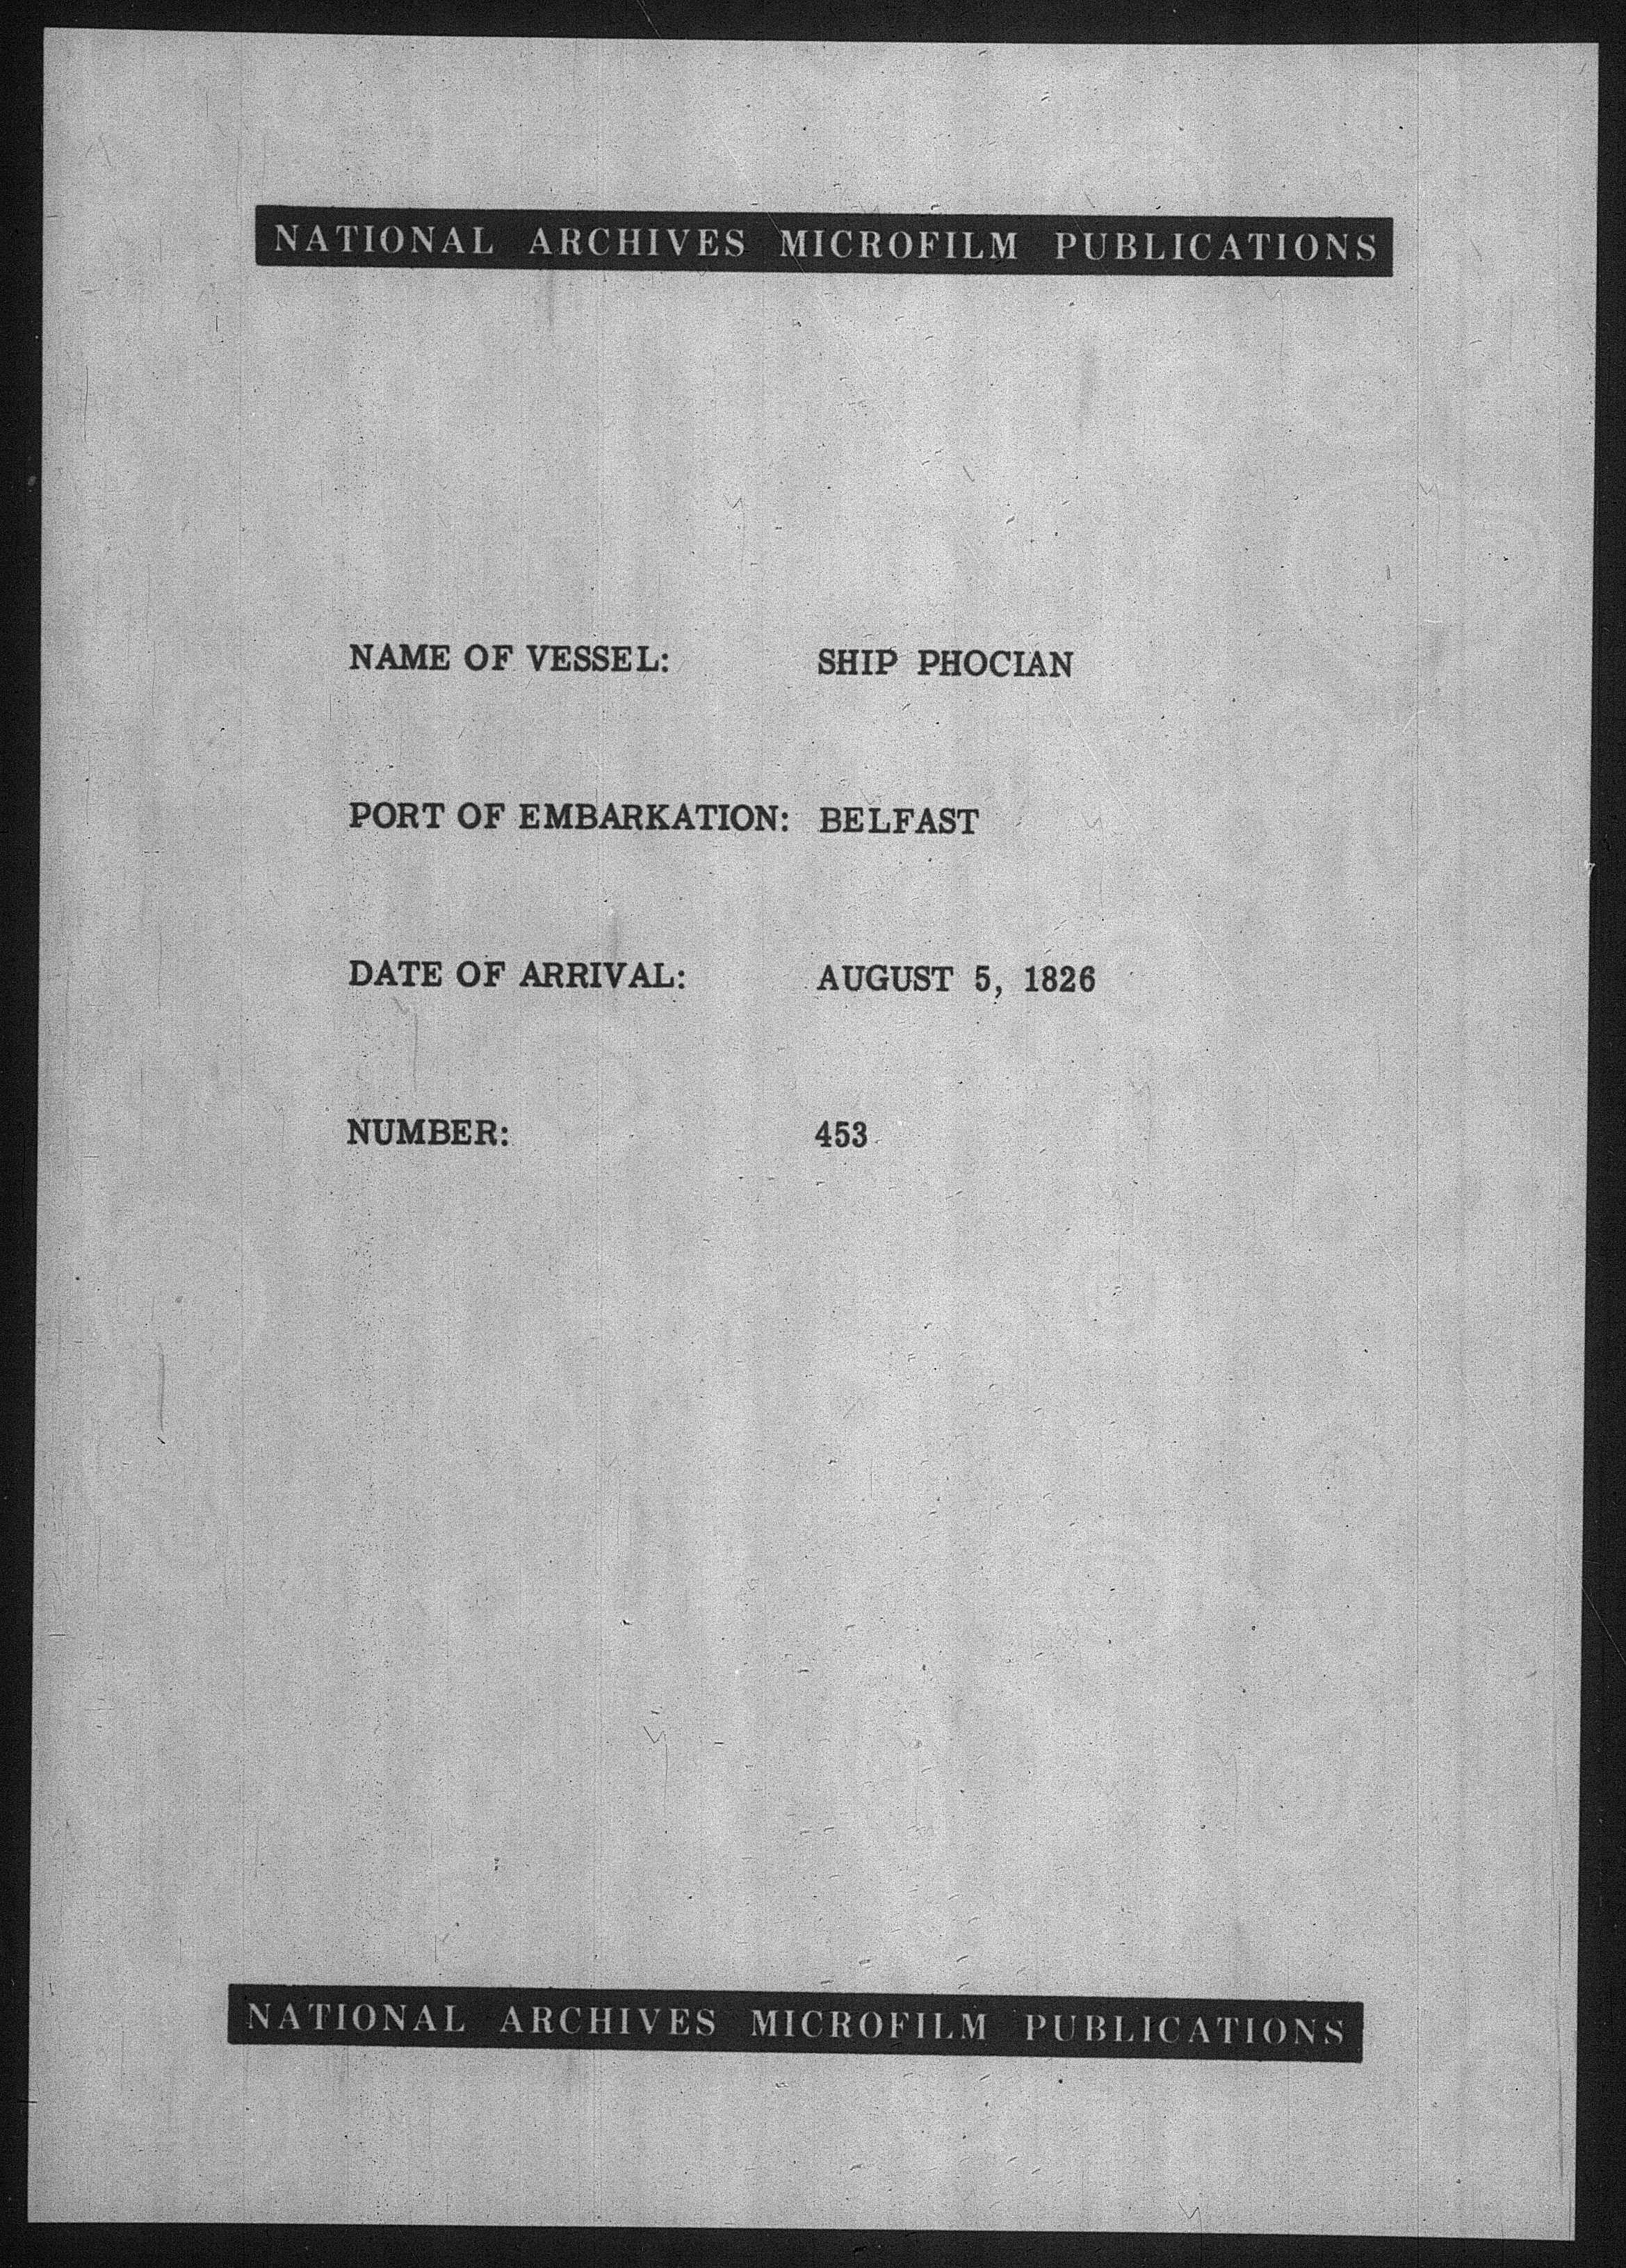 NATIONAL ARCHIVES MICROFILM PUBLICATIONS
NAME OF VESSEL: SHIP PHOCIAN
PORT OF EMBARKATION: BELFAST
DATE OF ARRIVAL: AUGUST 5, 1826
NUMBER: 453
NATIONAL ARCHIVES MICROFILM PUBLICATIONS